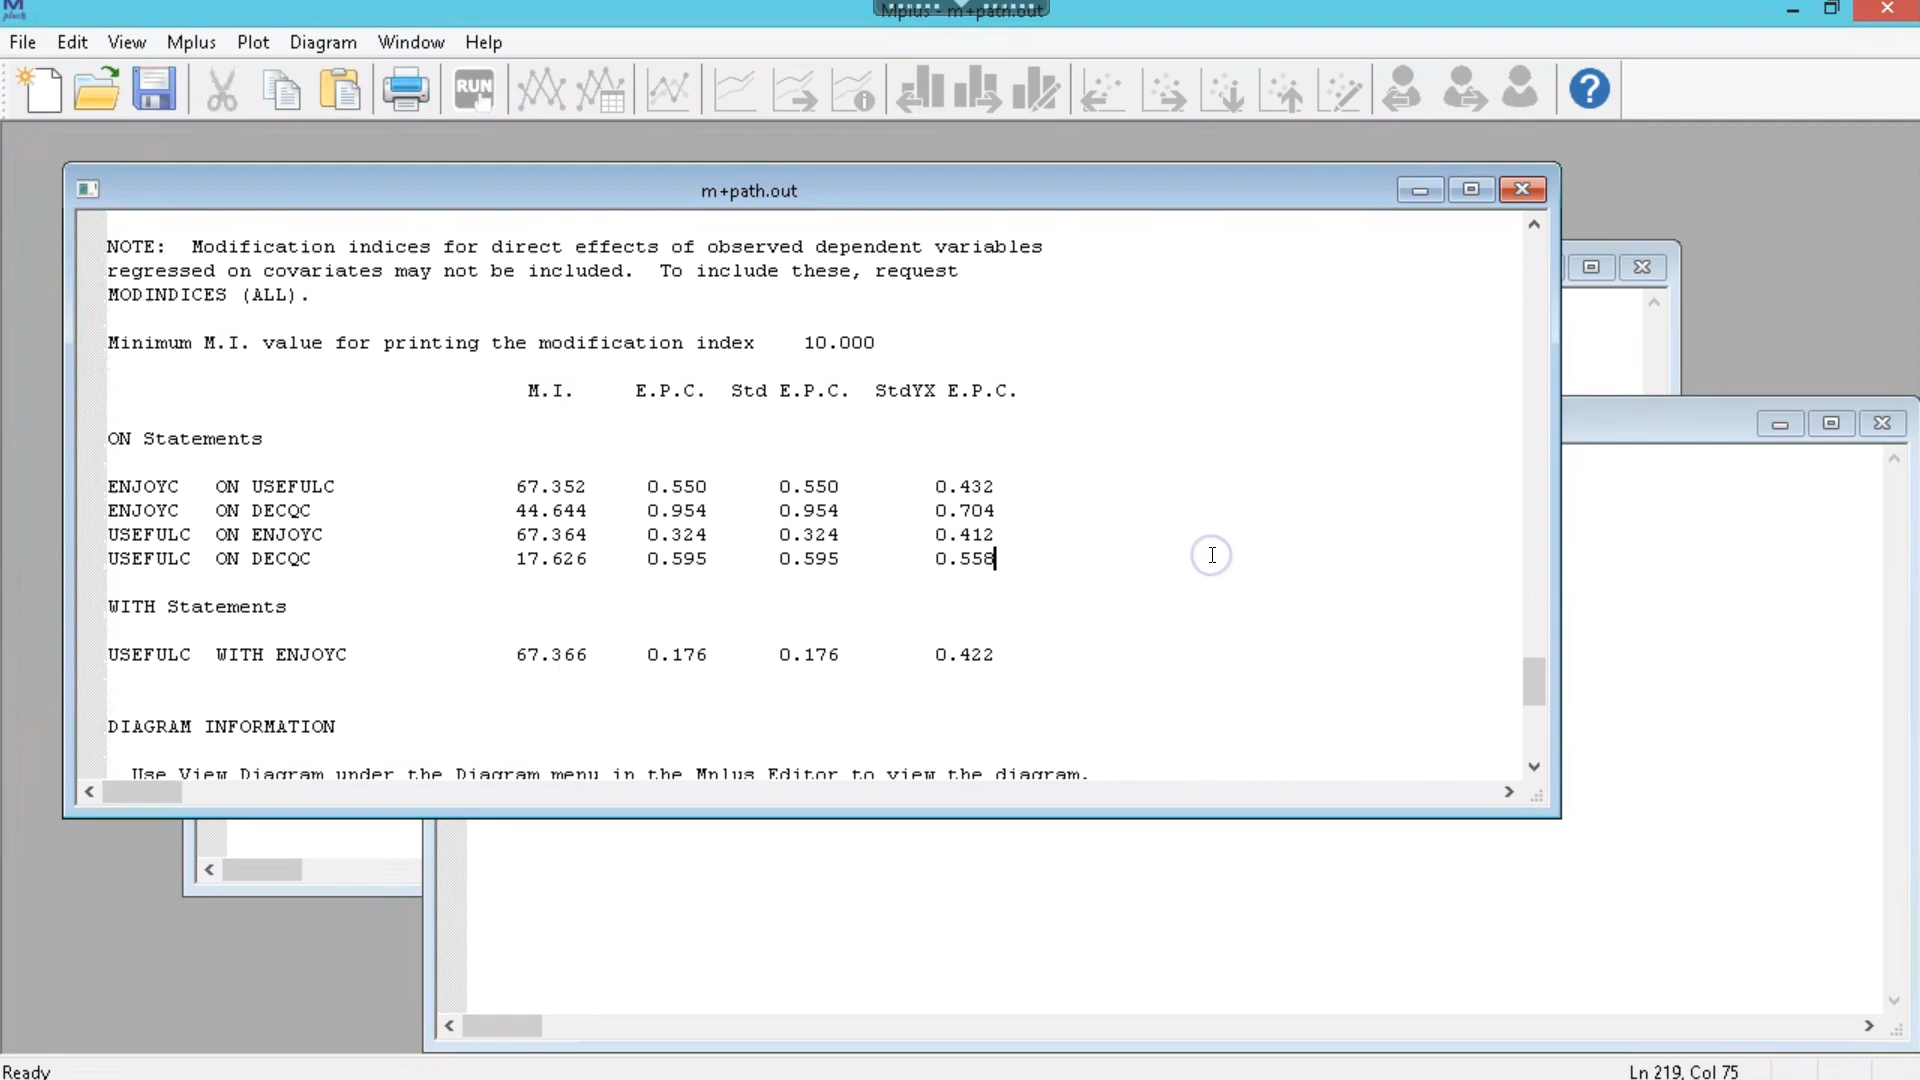 Mplus - m+path.out
File Edit View Mplus Plot Diagram Window Help
RUN
m+path.out
NOTE:  Modification indices for direct effects of observed dependent variables
regressed on covariates may not be included.  To include these, request
MODINDICES (ALL).
Minimum M.I. value for printing the modification index    10.000
M.I.     E.P.C.  Std E.P.C.  StdYX E.P.C.
ON Statements
ENJOYC   ON USEFULC               67.352     0.550      0.550        0.432
ENJOYC   ON DECQC                 44.644     0.954      0.954        0.704
USEFULC  ON ENJOYC                67.364     0.324      0.324        0.412
USEFULC  ON DECQC                 17.626     0.595      0.595        0.558
WITH Statements
USEFULC  WITH ENJOYC              67.366     0.176      0.176        0.422
DIAGRAM INFORMATION
Use View Diagram under the Diagram menu in the Mplus Editor to view the diagram.
Ready
Ln 219, Col 75